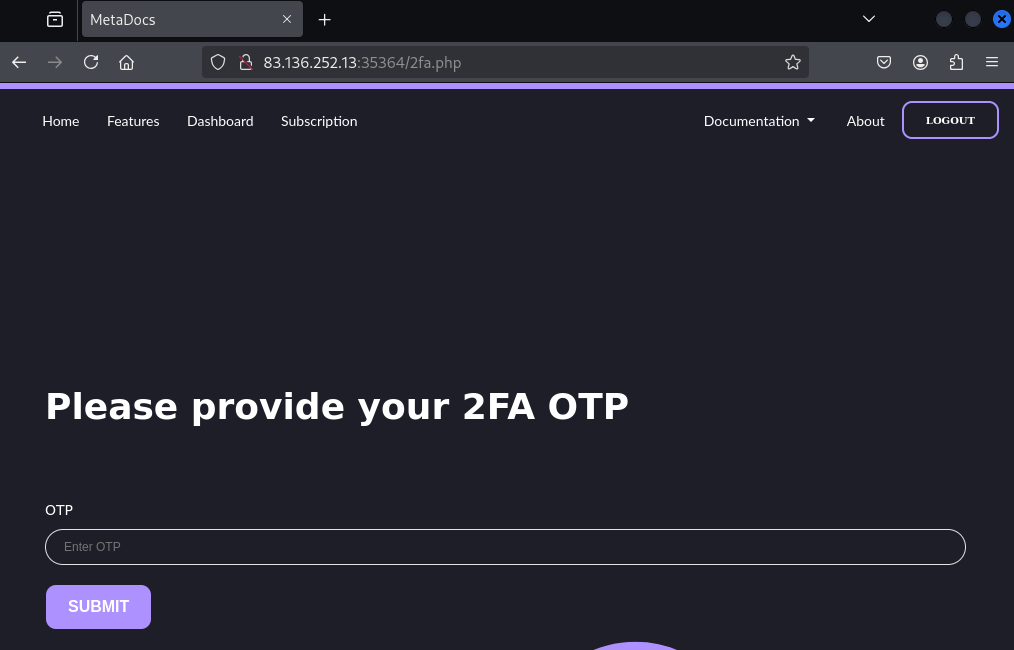 MetaDocs
83.136.252.13:35364/2fa.php
Home Features Dashboard Subscription Documentation About LOGOUT
Please provide your 2FA OTP
OTP
Enter OTP
SUBMIT